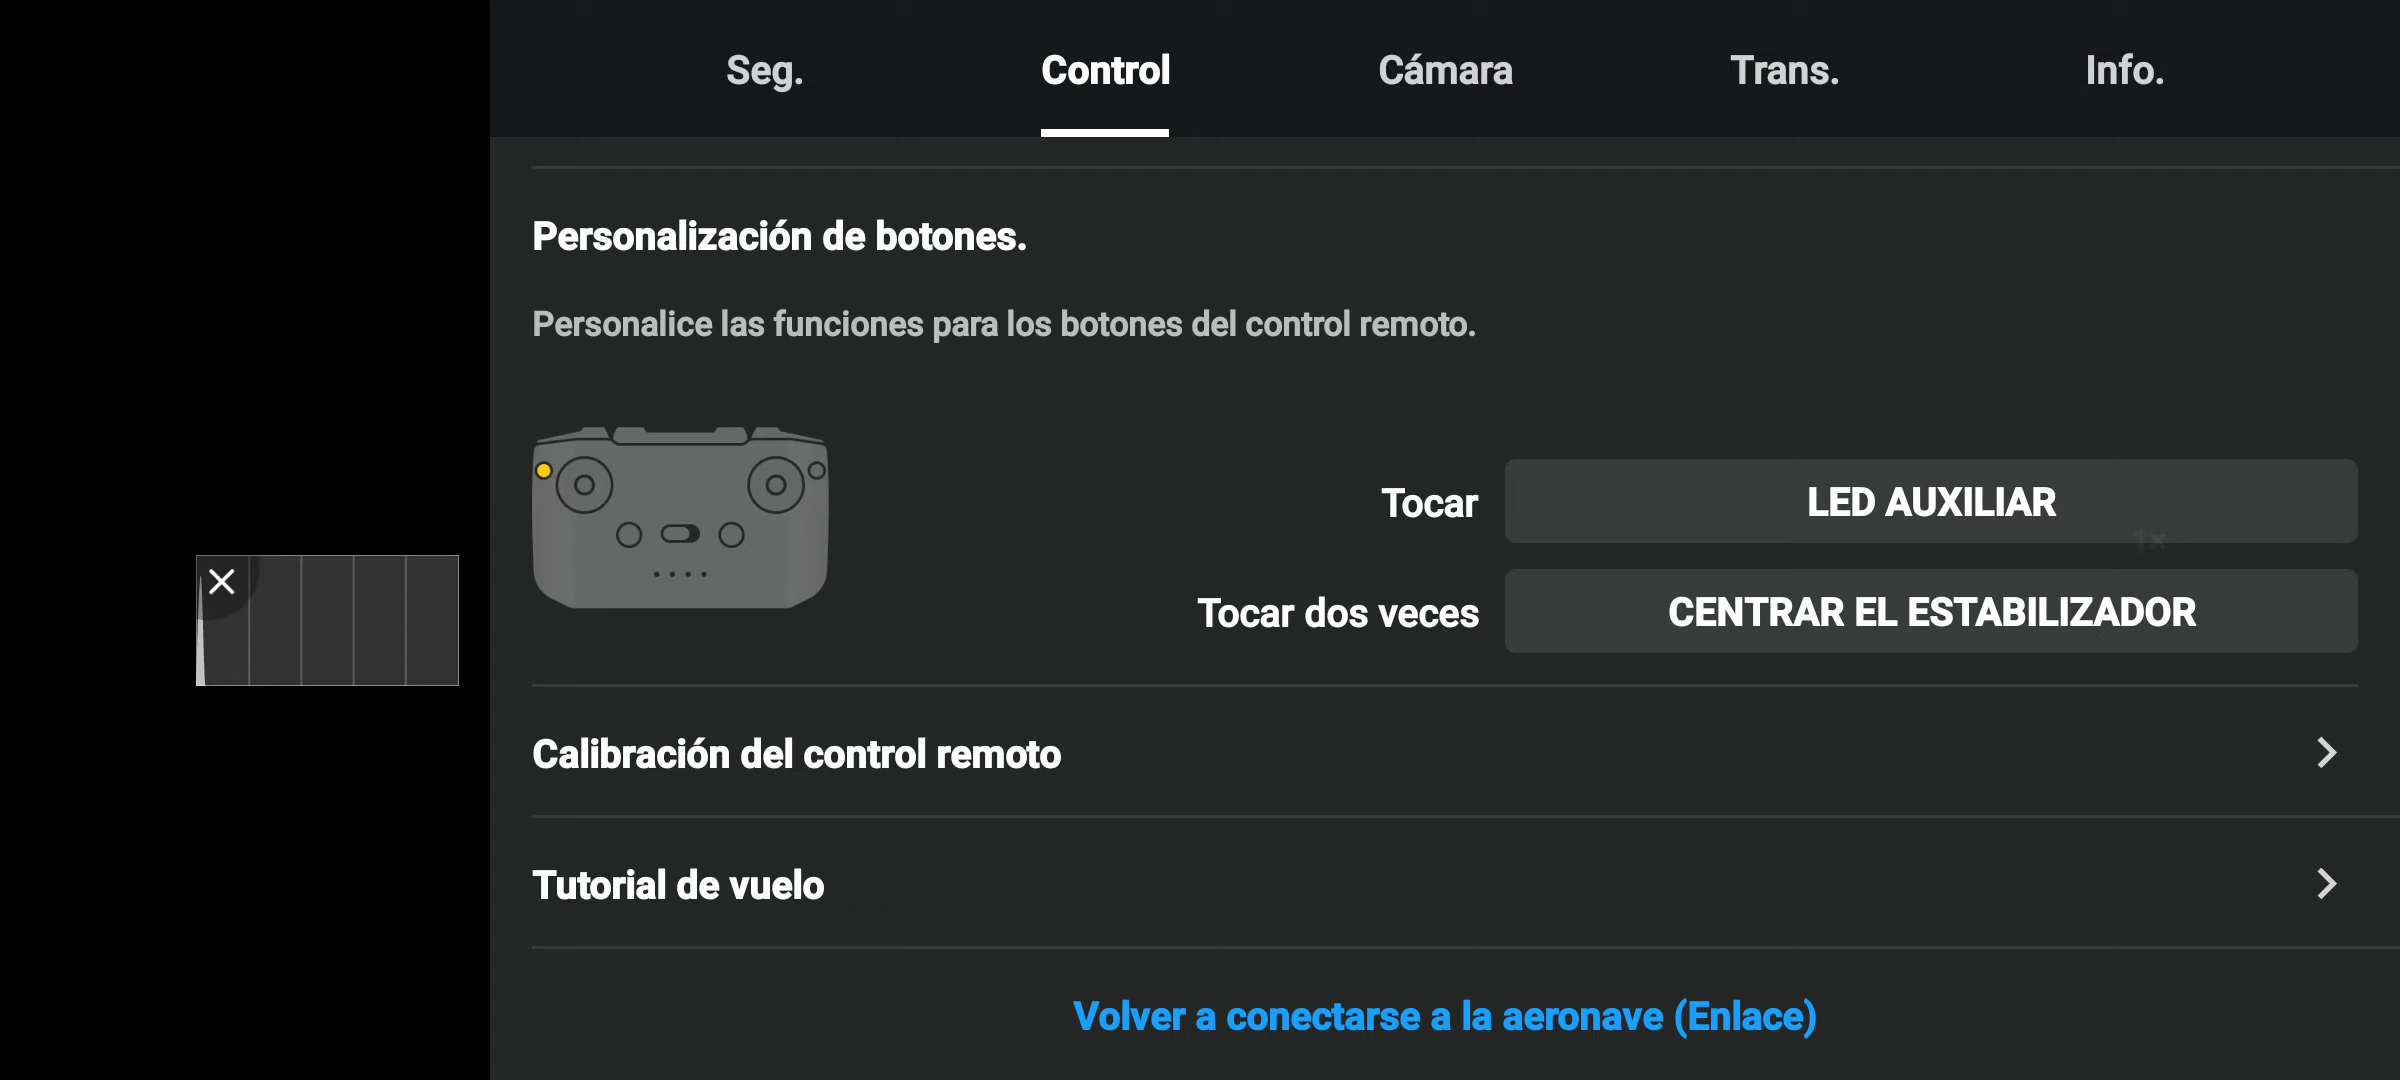 Seg.
Control
Cámara
Trans.
Info.
Personalización de botones.
Personalice las funciones para los botones del control remoto.
Tocar
LED AUXILIAR
1×
Tocar dos veces
CENTRAR EL ESTABILIZADOR
Calibración del control remoto
Tutorial de vuelo
Volver a conectarse a la aeronave (Enlace)